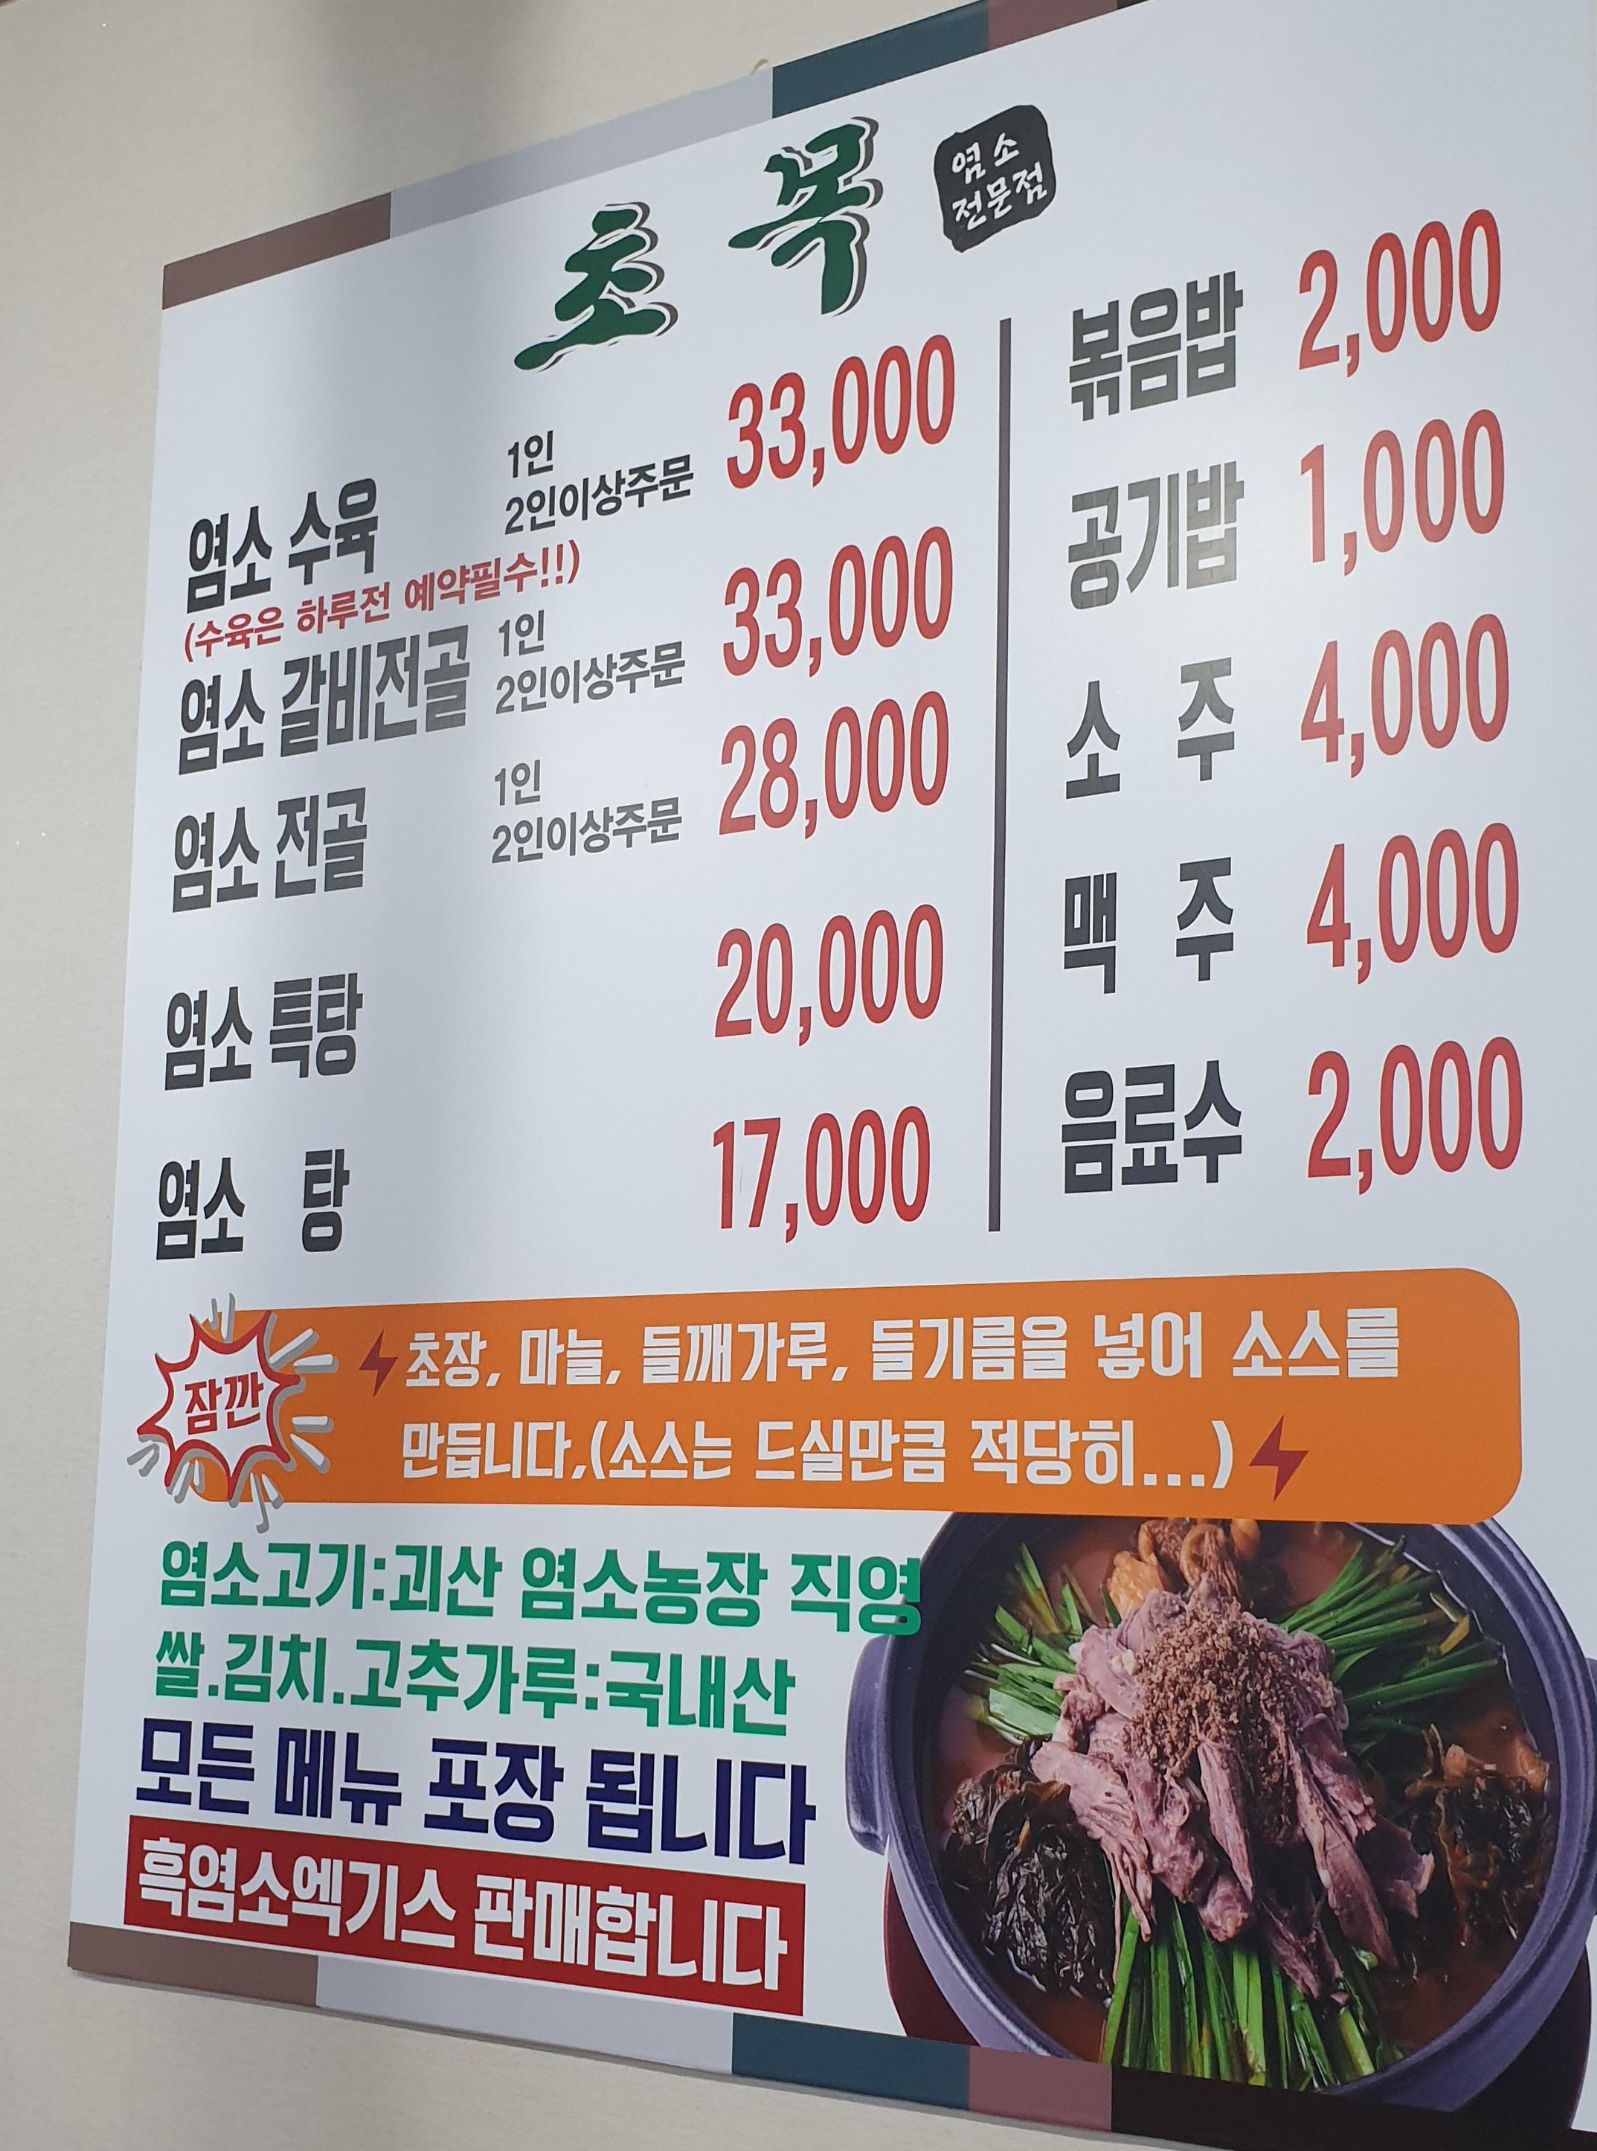 초 목
염소
전문점
염소 수육 1인 2인이상주문 33,000
(수육은 하루전 예약필수!!)
염소 갈비전골 1인 2인이상주문 33,000
염소 전골 1인 2인이상주문 28,000
염소 특탕 20,000
염소 탕 17,000
볶음밥 2,000
공기밥 1,000
소 주 4,000
맥 주 4,000
음료수 2,000
잠깐
초장, 마늘, 들깨가루, 들기름을 넣어 소스를
만듭니다,(소스는 드실만큼 적당히...)
염소고기:괴산 염소농장 직영
쌀.김치.고추가루:국내산
모든 메뉴 포장 됩니다
흑염소엑기스 판매합니다